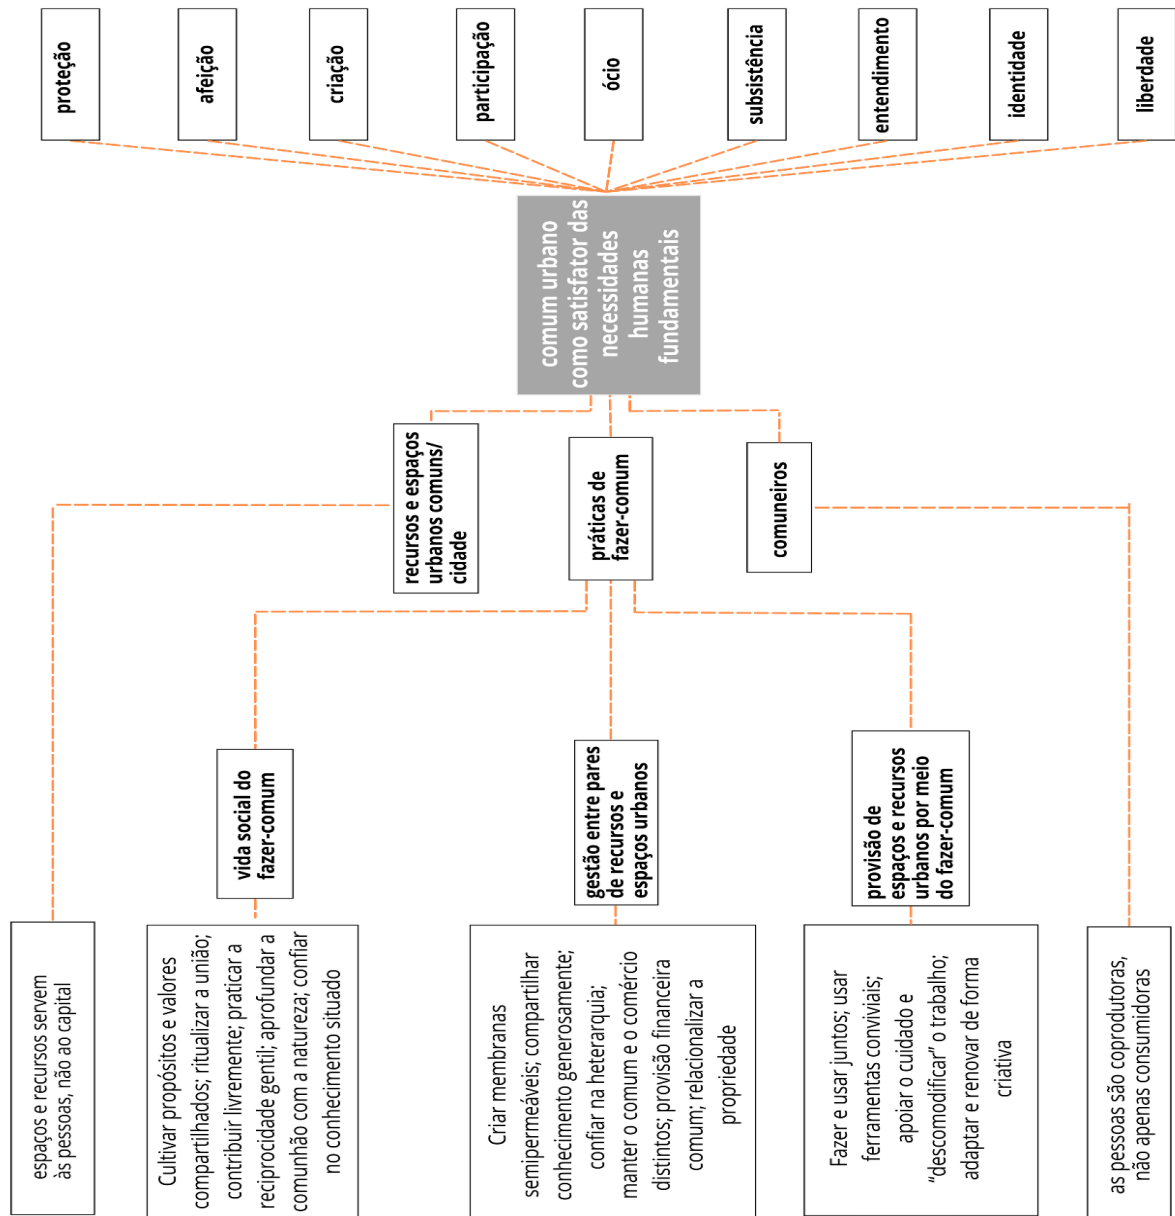 espaços e recursos servem
às pessoas, não ao capital
Cultivar propósitos e valores
compartilhados; ritualizar a união;
contribuir livremente; praticar a
reciprocidade gentil; aprofundar a
comunhão com a natureza; confiar
no conhecimento situado
Criar membranas
semipermeáveis; compartilhar
conhecimento generosamente;
confiar na heterarquia;
manter o comum e o comércio
distintos; provisão financeira
comum; relacionalizar a
propriedade
Fazer e usar juntos; usar
ferramentas conviviais;
apoiar o cuidado e
“descomodificar” o trabalho;
adaptar e renovar de forma
criativa
as pessoas são coprodutoras,
não apenas consumidoras
vida social do
fazer-comum
gestão entre pares
de recursos e
espaços urbanos
provisão de
espaços e recursos
urbanos por meio
do fazer-comum
recursos e espaços
urbanos comuns/
cidade
práticas de
fazer-comum
comuneiros
comum urbano
como satisfator das
necessidades
humanas
fundamentais
proteção
afeição
criação
participação
ócio
subsistência
entendimento
identidade
liberdade